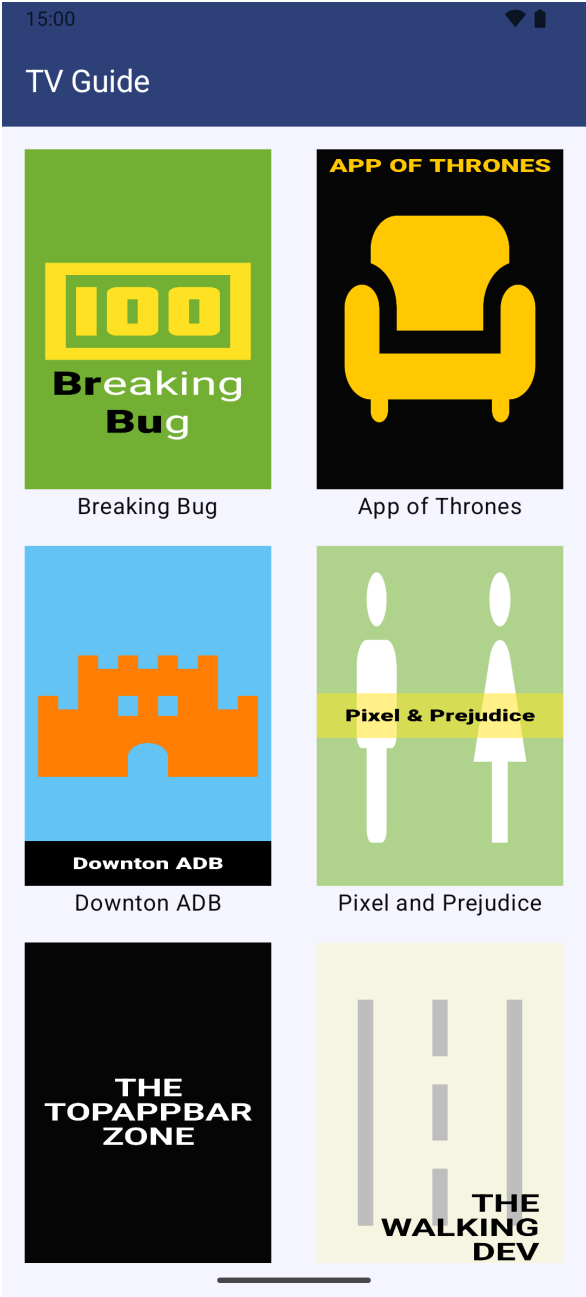 15:00
TV Guide
100
Breaking
Bug
Breaking Bug
APP OF THRONES
App of Thrones
Downton ADB
Downton ADB
Pixel & Prejudice
Pixel and Prejudice
THE
TOPAPPBAR
ZONE
THE
WALKING
DEV